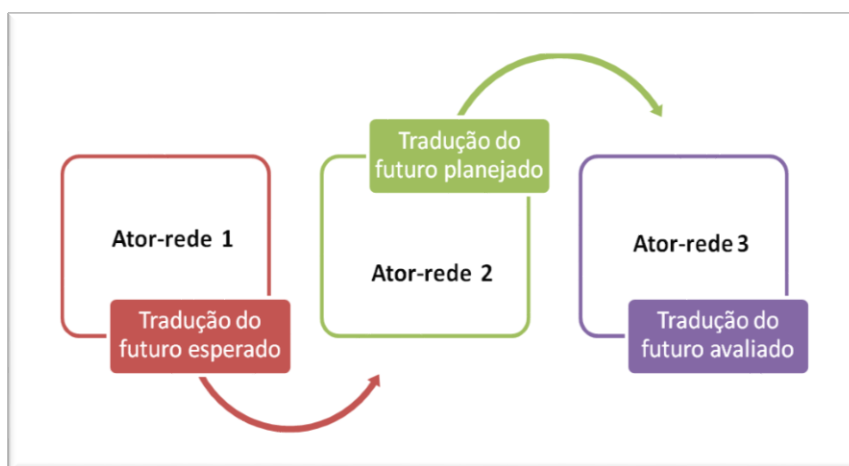 Ator-rede 1
Tradução do
futuro esperado
Tradução do
futuro planejado
Ator-rede 2
Ator-rede 3
Tradução do
futuro avaliado